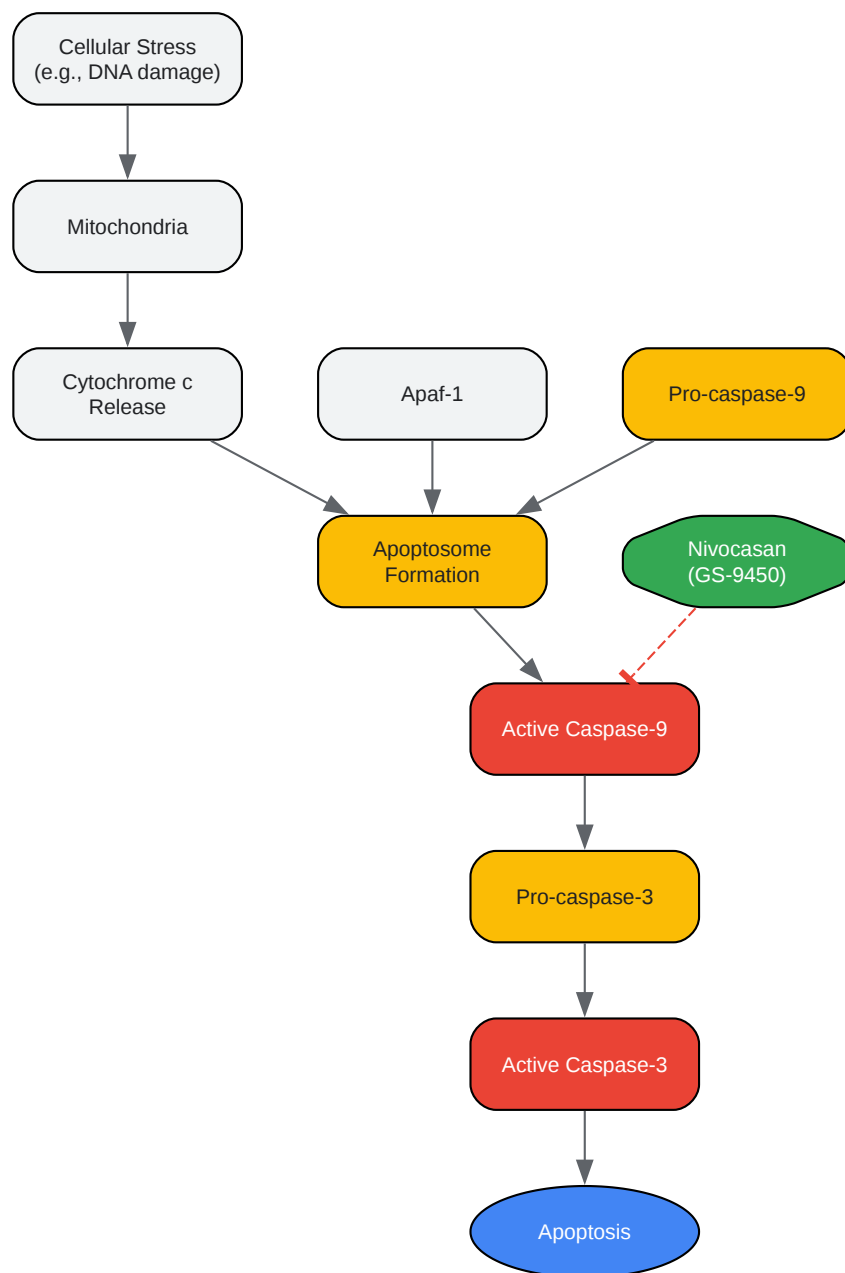 Cellular Stress
(e.g., DNA damage)
Mitochondria
Cytochrome c
Release
Apaf-1
Pro-caspase-9
Apoptosome
Formation
Nivocasan
(GS-9450)
Active Caspase-9
Pro-caspase-3
Active Caspase-3
Apoptosis